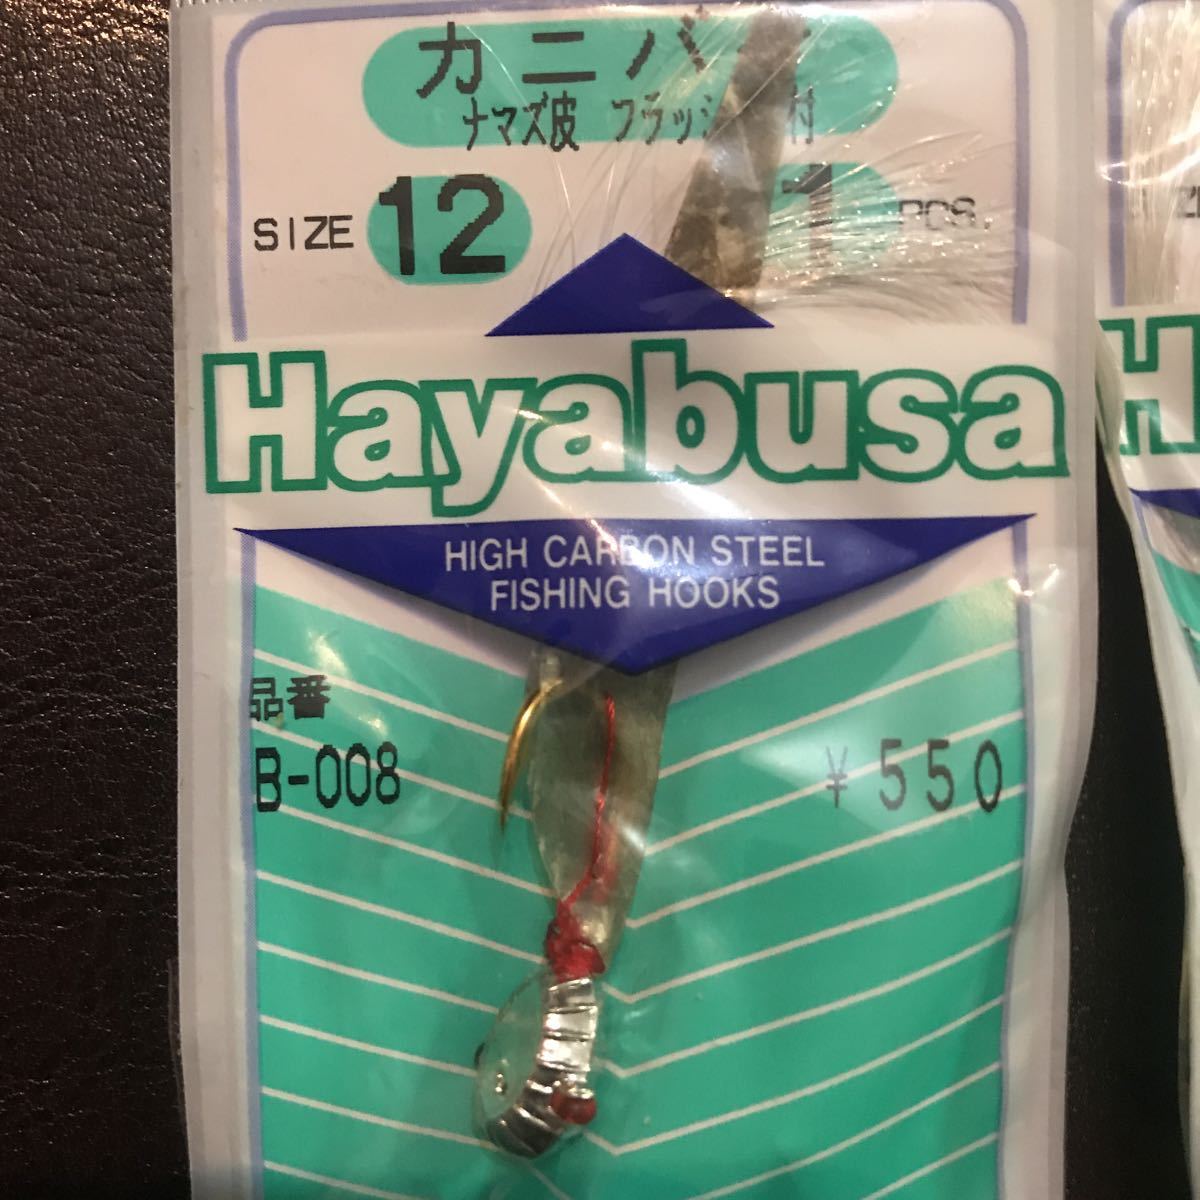 カニバ
ナマズ皮 フラッシ 付
SIZE 12 1 PCS.
Hayabusa
HIGH CARBON STEEL
FISHING HOOKS
品番
B-008 ¥550
H